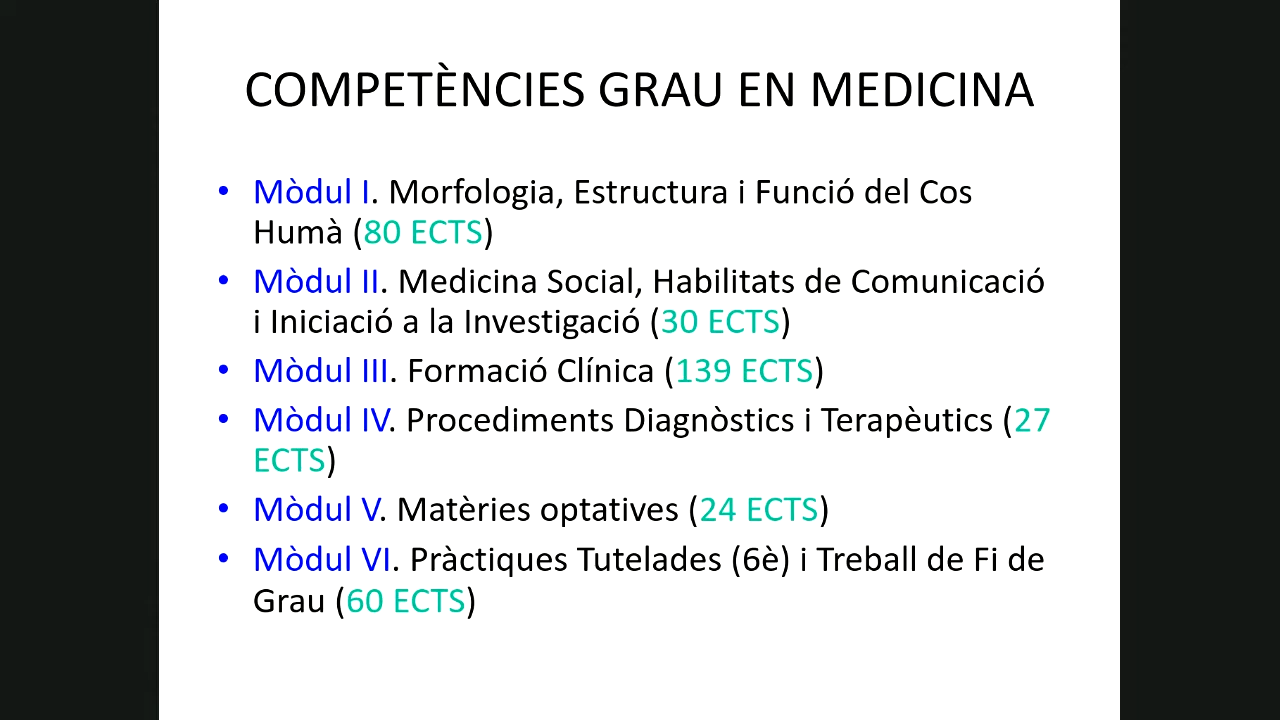 COMPETÈNCIES GRAU EN MEDICINA
• Mòdul I. Morfologia, Estructura i Funció del Cos
Humà (80 ECTS)
• Mòdul II. Medicina Social, Habilitats de Comunicació
i Iniciació a la Investigació (30 ECTS)
• Mòdul III. Formació Clínica (139 ECTS)
• Mòdul IV. Procediments Diagnòstics i Terapèutics (27
ECTS)
• Mòdul V. Matèries optatives (24 ECTS)
• Mòdul VI. Pràctiques Tutelades (6è) i Treball de Fi de
Grau (60 ECTS)